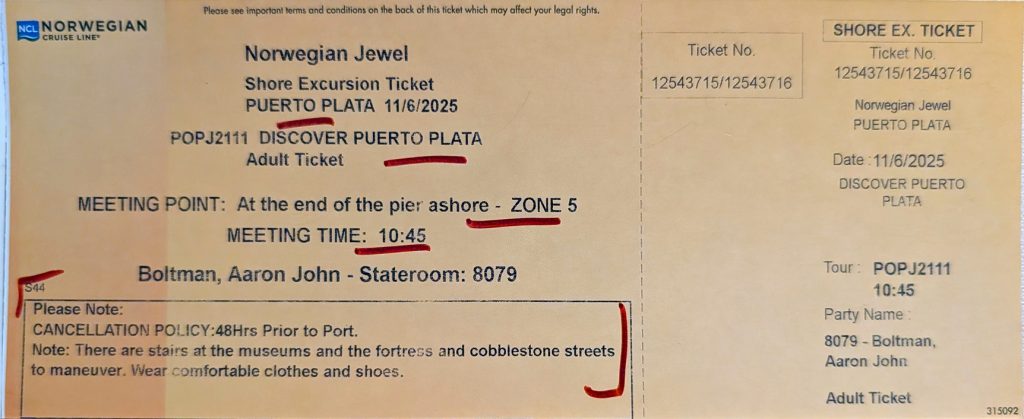 Please see important terms and conditions on the back of this ticket which may affect your legal rights.
NCL NORWEGIAN
CRUISE LINE®
Norwegian Jewel
Shore Excursion Ticket
PUERTO PLATA 11/6/2025
POPJ2111 DISCOVER PUERTO PLATA
Adult Ticket
MEETING POINT: At the end of the pier ashore - ZONE 5
MEETING TIME: 10:45
Boltman, Aaron John - Stateroom: 8079
S44
Please Note:
CANCELLATION POLICY:48Hrs Prior to Port.
Note: There are stairs at the museums and the fortress and cobblestone streets
to maneuver. Wear comfortable clothes and shoes.
Ticket No.
12543715/12543716
SHORE EX. TICKET
Ticket No.
12543715/12543716
Norwegian Jewel
PUERTO PLATA
Date : 11/6/2025
DISCOVER PUERTO
PLATA
Tour : POPJ2111
10:45
Party Name :
8079 - Boltman,
Aaron John
Adult Ticket
315092